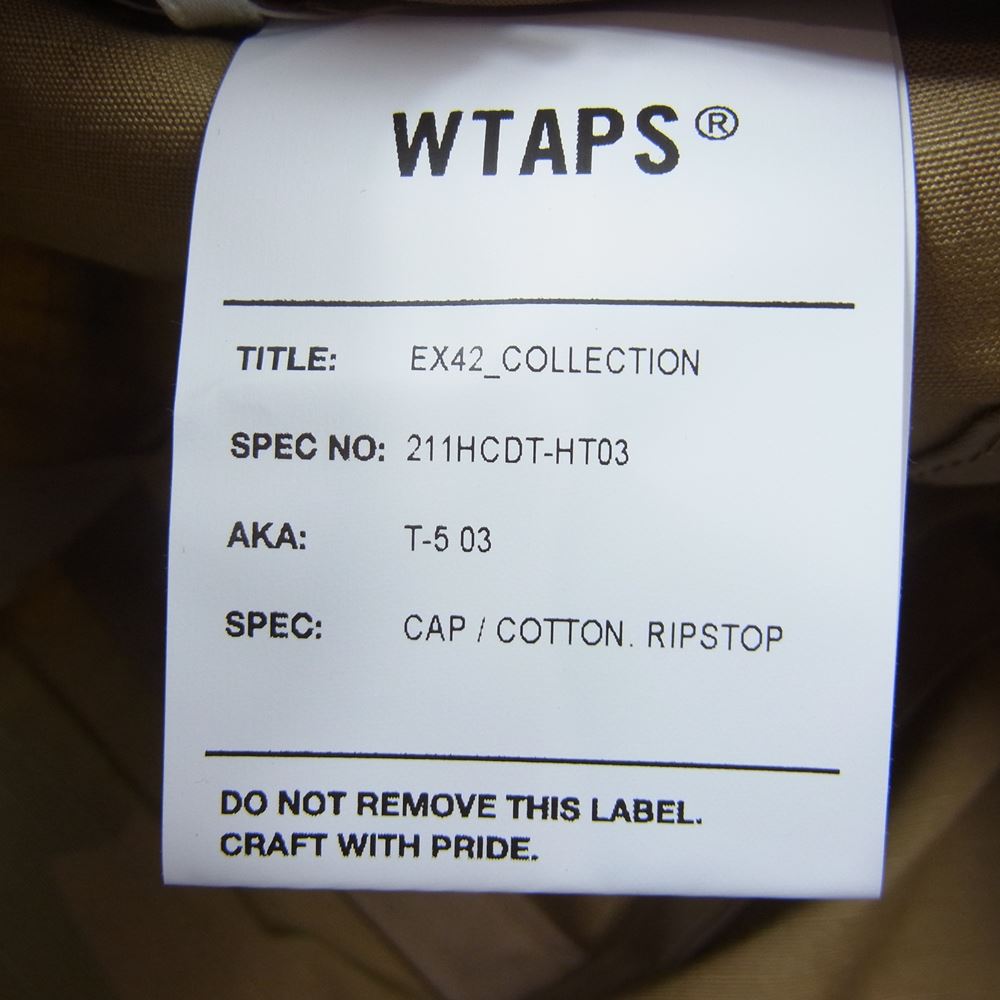 WTAPS®
TITLE: EX42_COLLECTION
SPEC NO: 211HCDT-HT03
AKA: T-5 03
SPEC: CAP / COTTON. RIPSTOP
DO NOT REMOVE THIS LABEL.
CRAFT WITH PRIDE.